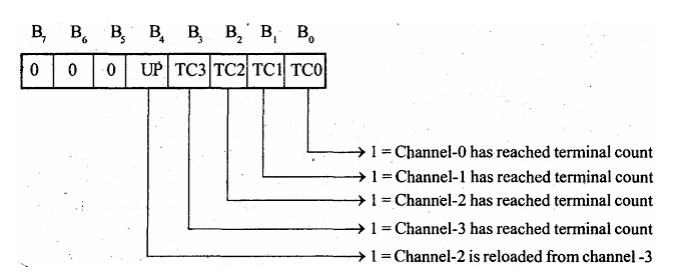 B₇ B₆ B₅ B₄ B₃ B₂ B₁ B₀
0 0 0 UP TC3 TC2 TC1 TC0
1 = Channel-0 has reached terminal count
1 = Channel-1 has reached terminal count
1 = Channel-2 has reached terminal count
1 = Channel-3 has reached terminal count
1 = Channel-2 is reloaded from channel -3